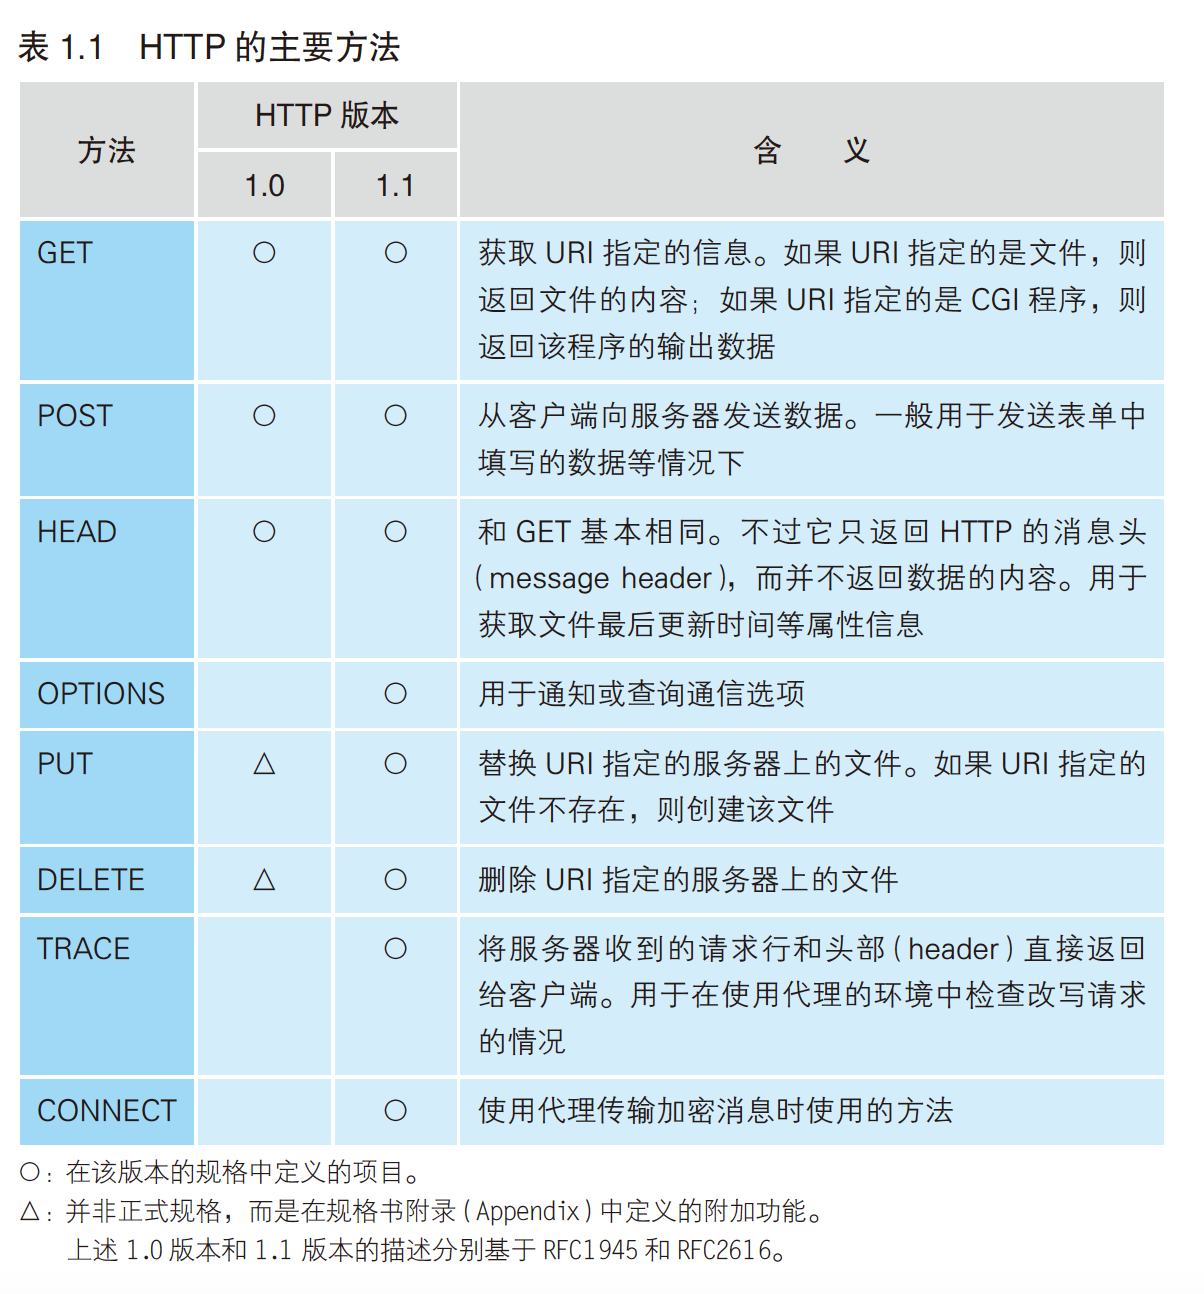 表 1.1 HTTP 的主要方法
方法
HTTP 版本
含 义
1.0 1.1
GET ○ ○ 获取 URI 指定的信息。如果 URI 指定的是文件，则
返回文件的内容；如果 URI 指定的是 CGI 程序，则
返回该程序的输出数据
POST ○ ○ 从客户端向服务器发送数据。一般用于发送表单中
填写的数据等情况下
HEAD ○ ○ 和 GET 基本相同。不过它只返回 HTTP 的消息头
(message header)，而并不返回数据的内容。用于
获取文件最后更新时间等属性信息
OPTIONS ○ 用于通知或查询通信选项
PUT △ ○ 替换 URI 指定的服务器上的文件。如果 URI 指定的
文件不存在，则创建该文件
DELETE △ ○ 删除 URI 指定的服务器上的文件
TRACE ○ 将服务器收到的请求行和头部(header)直接返回
给客户端。用于在使用代理的环境中检查改写请求
的情况
CONNECT ○ 使用代理传输加密消息时使用的方法
○：在该版本的规格中定义的项目。
△：并非正式规格，而是在规格书附录(Appendix)中定义的附加功能。
上述 1.0 版本和 1.1 版本的描述分别基于 RFC1945 和 RFC2616。